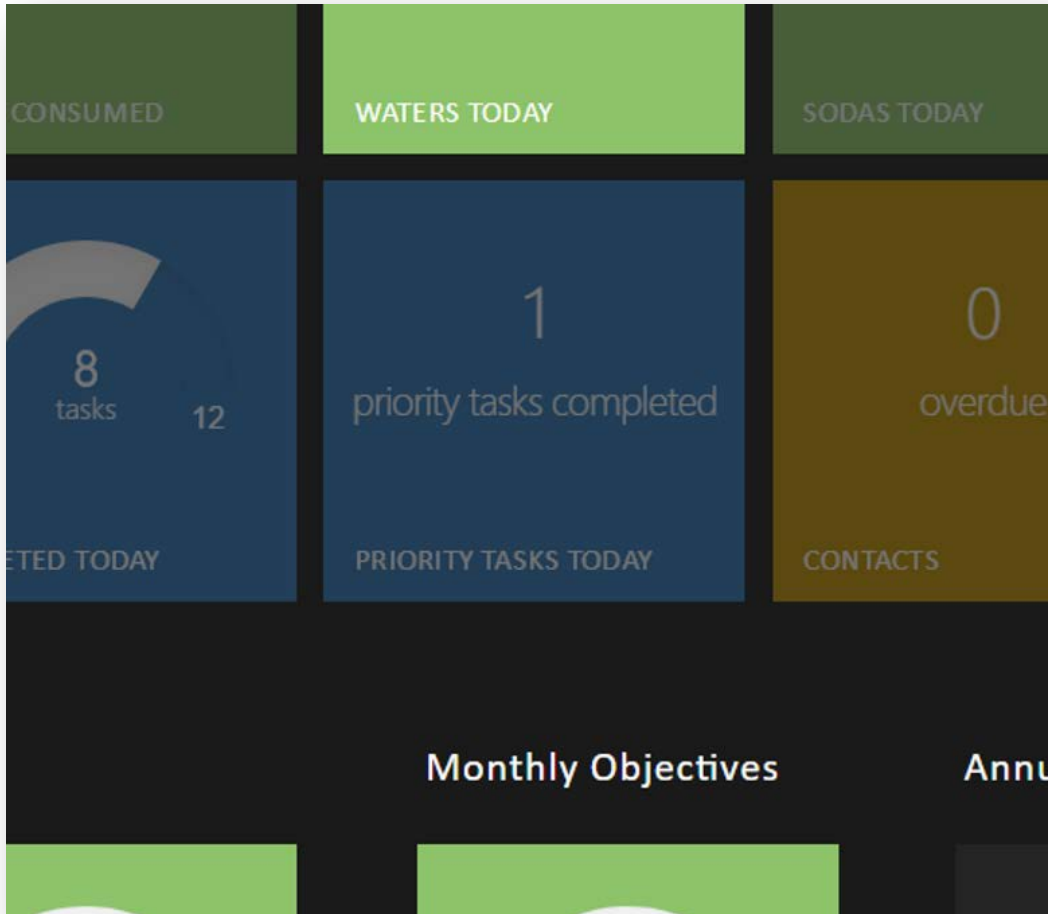 CONSUMED
WATERS TODAY
SODAS TODAY
8
tasks
12
ETED TODAY
1
priority tasks completed
PRIORITY TASKS TODAY
0
overdue
CONTACTS
Monthly Objectives
Annu